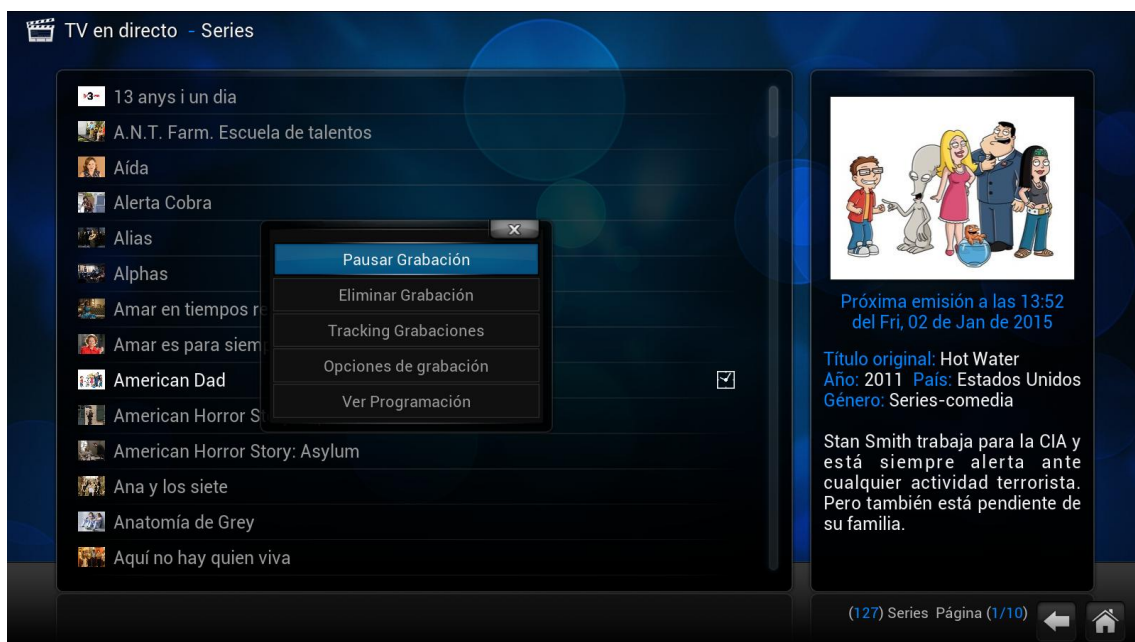 TV en directo - Series
13 anys i un dia
A.N.T. Farm. Escuela de talentos
Aída
Alerta Cobra
Alias
Alphas
Amar en tiempos r
Amar es para siem
American Dad
American Horror S
American Horror Story: Asylum
Ana y los siete
Anatomía de Grey
Aquí no hay quien viva
X
Pausar Grabación
Eliminar Grabación
Tracking Grabaciones
Opciones de grabación
Ver Programación
Próxima emisión a las 13:52
del Fri, 02 de Jan de 2015
Título original: Hot Water
Año: 2011 País: Estados Unidos
Género: Series-comedia
Stan Smith trabaja para la CIA y
está siempre alerta ante
cualquier actividad terrorista.
Pero también está pendiente de
su familia.
(127) Series Página (1/10)